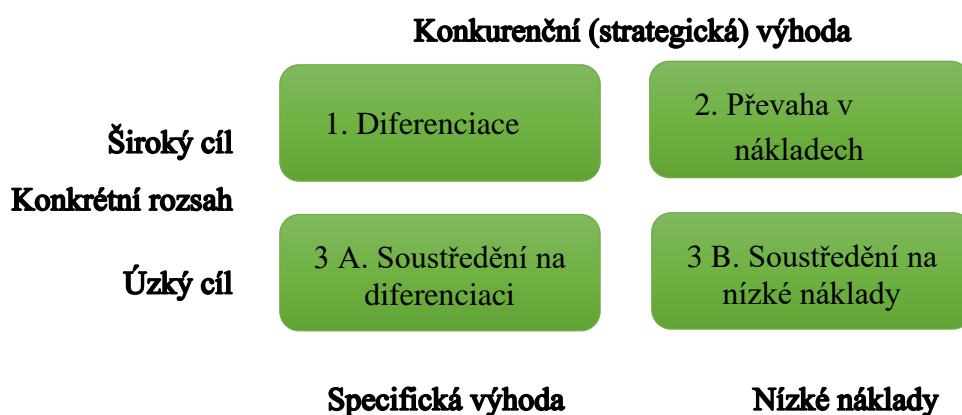 Konkurenční (strategická) výhoda
1. Diferenciace
2. Převaha v
nákladech
Široký cíl
Konkrétní rozsah
3 A. Soustředění na
diferenciaci
3 B. Soustředění na
nízké náklady
Úzký cíl
Specifická výhoda
Nízké náklady